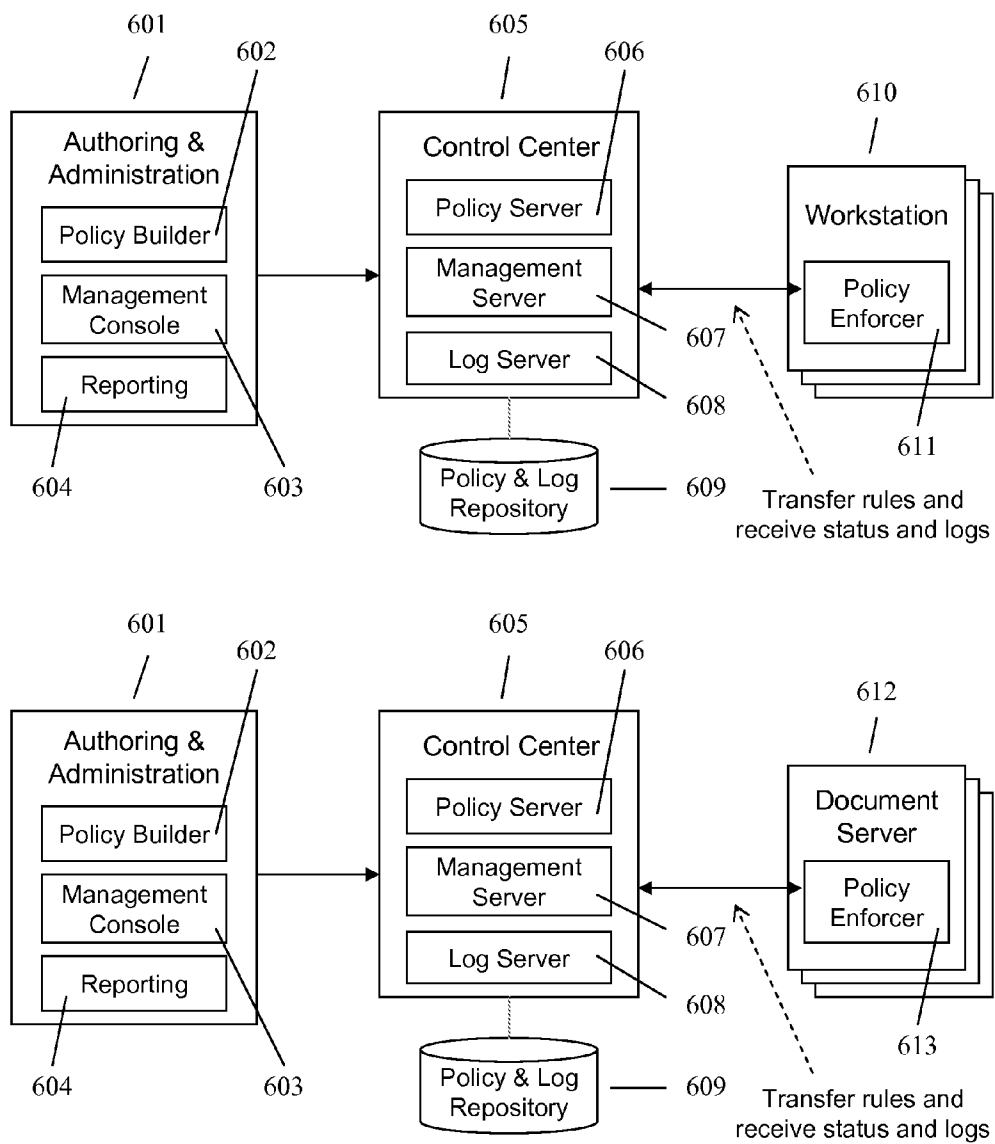 601
602
605
606
610
Authoring &
Administration
Policy Builder
Management
Console
Reporting
604
603
Control Center
Policy Server
Management
Server
Log Server
607
608
Policy & Log
Repository
609
Workstation
Policy
Enforcer
611
Transfer rules and
receive status and logs
601
602
605
606
612
Authoring &
Administration
Policy Builder
Management
Console
Reporting
604
603
Control Center
Policy Server
Management
Server
Log Server
607
608
Policy & Log
Repository
609
Document
Server
Policy
Enforcer
613
Transfer rules and
receive status and logs